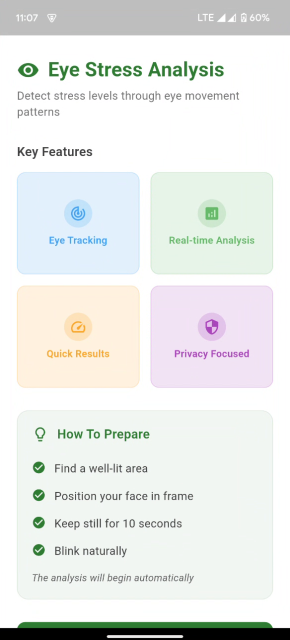 11:07
LTE 60%
Eye Stress Analysis
Detect stress levels through eye movement
patterns
Key Features
Eye Tracking
Real-time Analysis
Quick Results
Privacy Focused
How To Prepare
Find a well-lit area
Position your face in frame
Keep still for 10 seconds
Blink naturally
The analysis will begin automatically